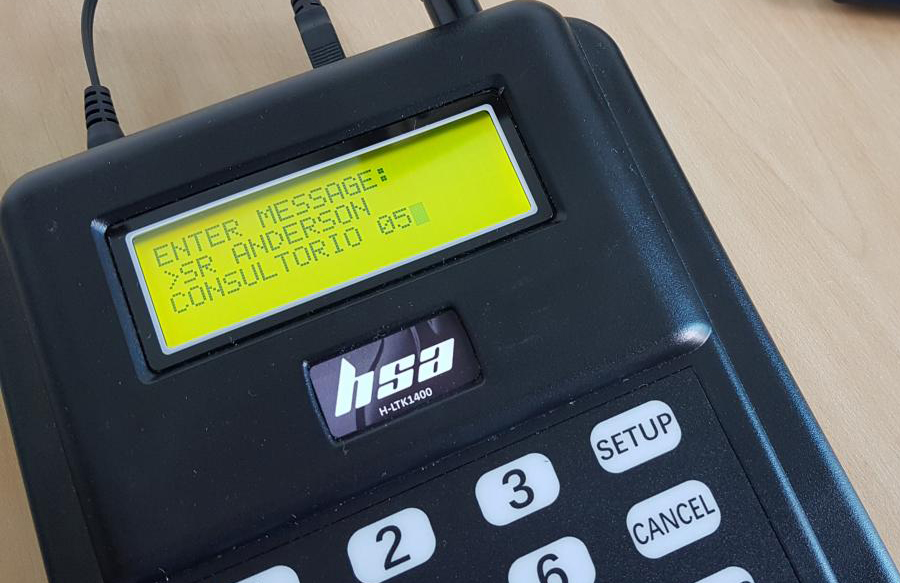 ENTER MESSAGE:
>SR ANDERSON
CONSULTORIO 05
hsa
H-LTK1400
SETUP
3
CANCEL
2
6